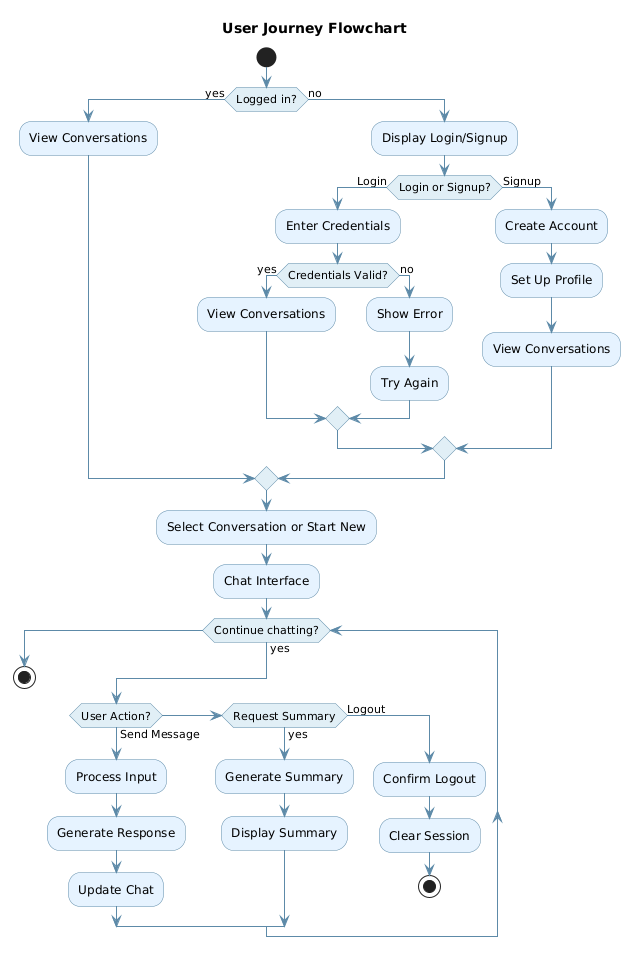 User Journey Flowchart
yes
Logged in?
no
View Conversations
Display Login/Signup
Login
Login or Signup?
Signup
Enter Credentials
Create Account
yes
Credentials Valid?
no
Set Up Profile
View Conversations
Show Error
View Conversations
Try Again
Select Conversation or Start New
Chat Interface
Continue chatting?
yes
User Action?
Request Summary
Logout
Send Message
yes
Process Input
Generate Summary
Confirm Logout
Generate Response
Display Summary
Clear Session
Update Chat